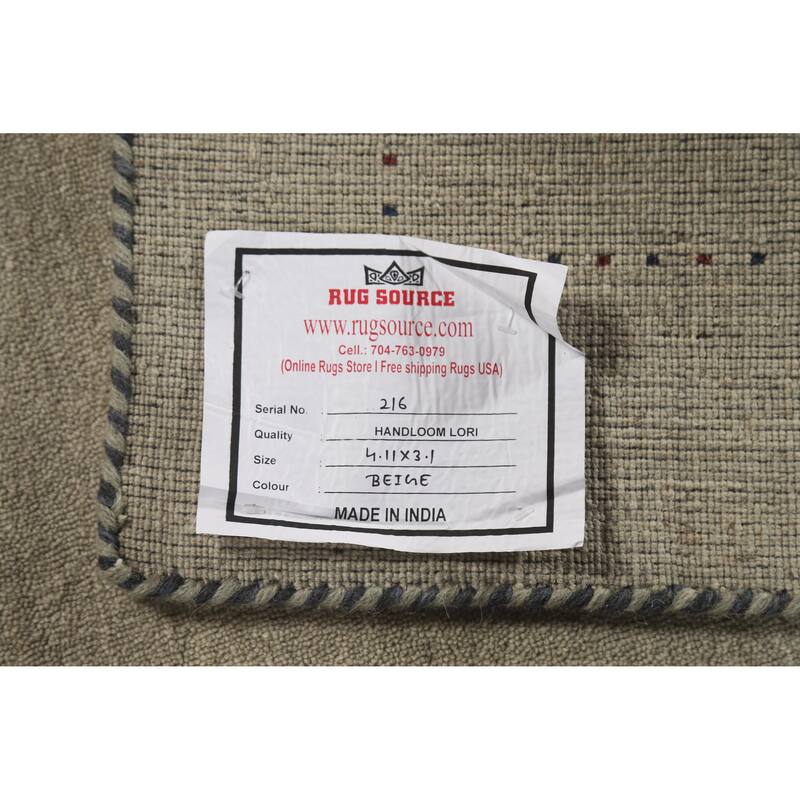 RUG SOURCE
www.rugsource.com
Cell.: 704-763-0979
(Online Rugs Store I Free shipping Rugs USA)
Serial No. : 216
Quality : HANDLOOM LORI
Size : 4.11X3.1
Colour : BEIGE
MADE IN INDIA